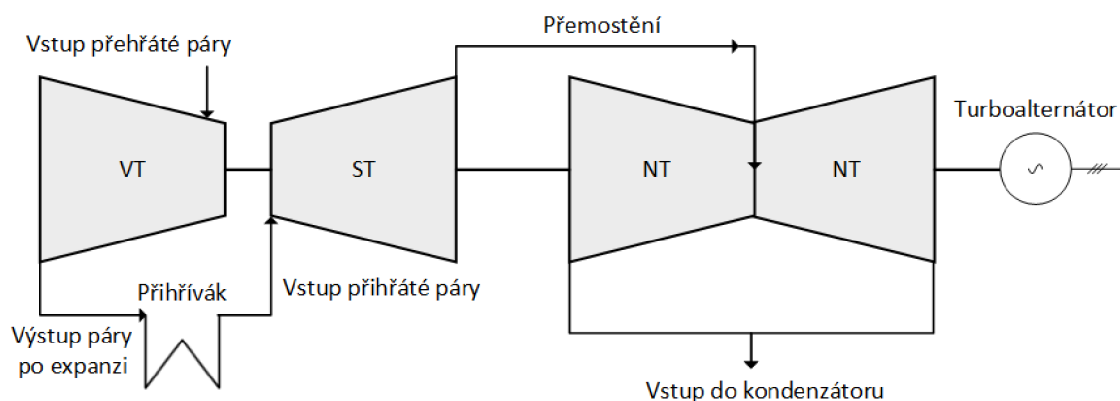 Přemostění
Vstup přehřáté páry
Turboalternátor
VT
ST
NT
NT
Přihřívák
Vstup přihřáté páry
Výstup páry
po expanzi
Vstup do kondenzátoru